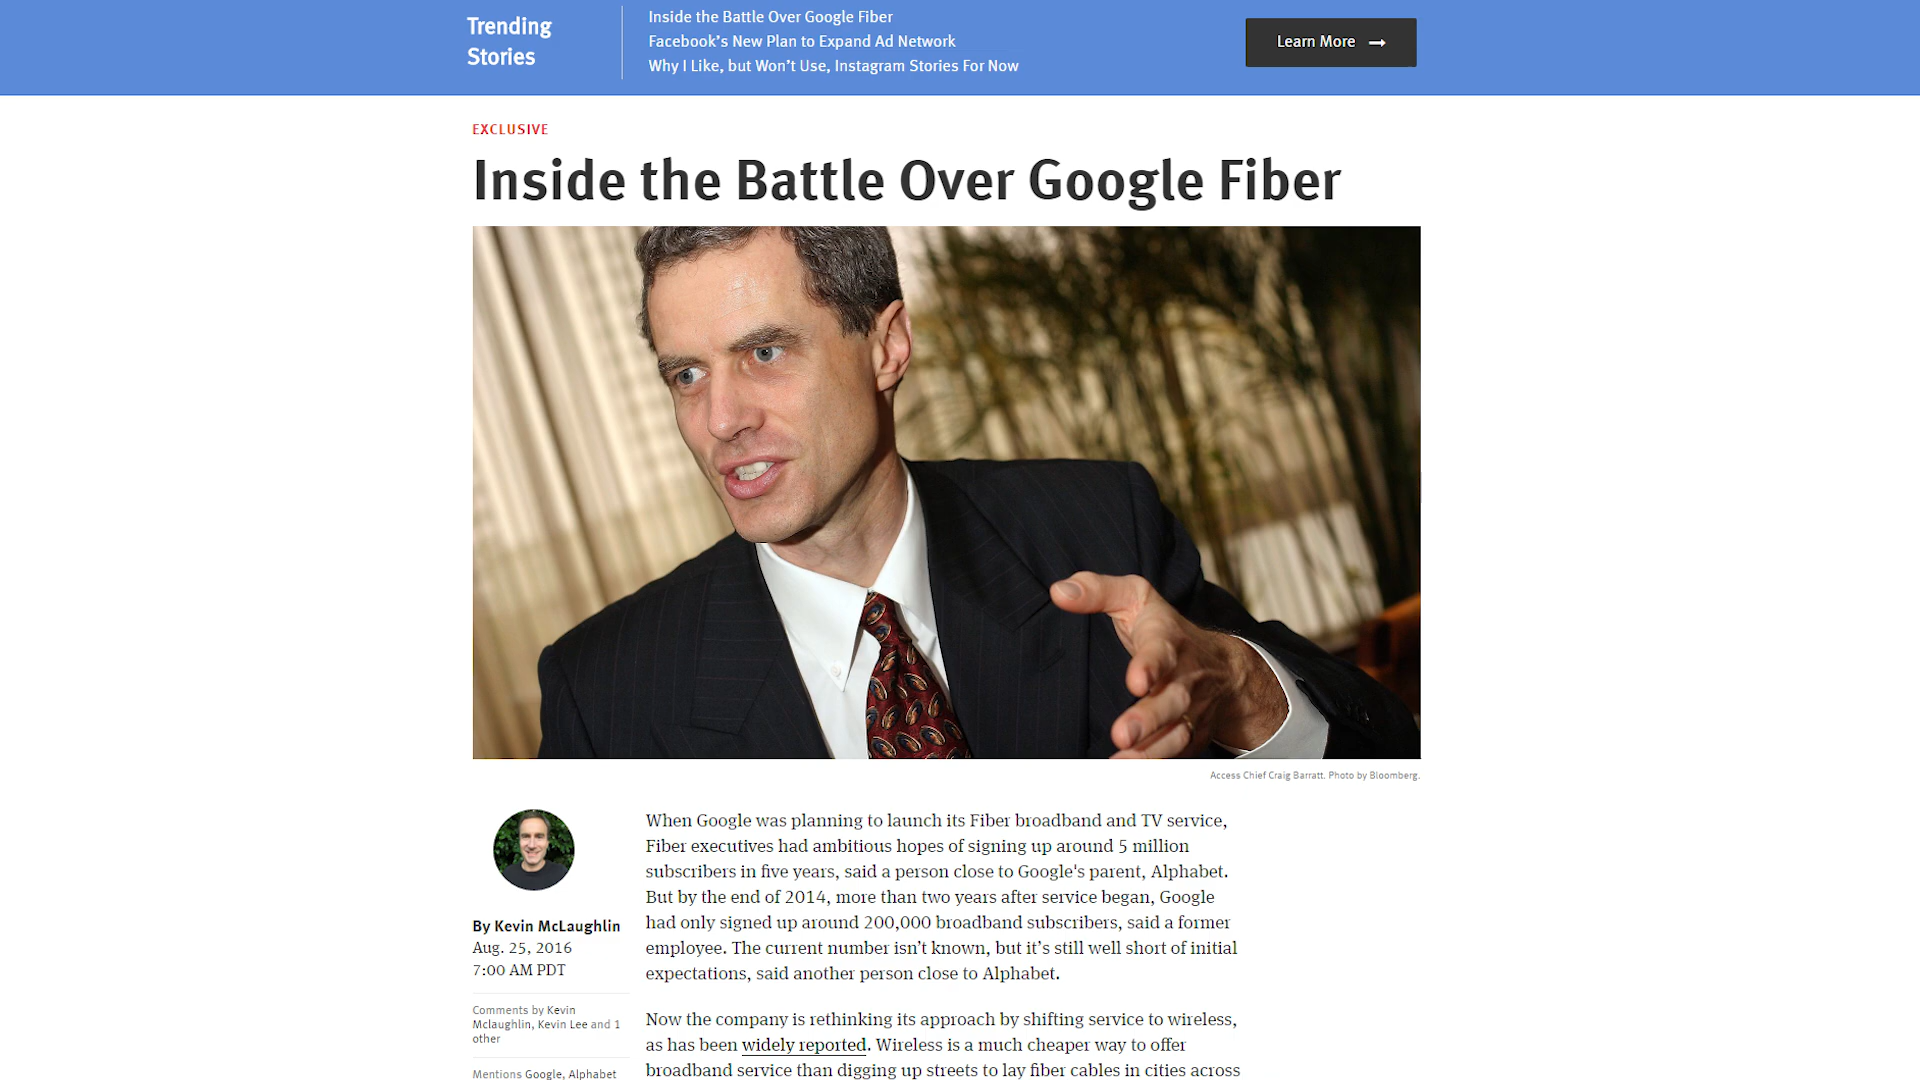 Trending
Stories
Inside the Battle Over Google Fiber
Facebook’s New Plan to Expand Ad Network
Why I Like, but Won’t Use, Instagram Stories For Now
Learn More →
EXCLUSIVE
Inside the Battle Over Google Fiber
Access Chief Craig Barratt. Photo by Bloomberg.
By Kevin McLaughlin
Aug. 25, 2016
7:00 AM PDT
Comments by Kevin
Mclaughlin, Kevin Lee and 1
other
Mentions Google, Alphabet
When Google was planning to launch its Fiber broadband and TV service,
Fiber executives had ambitious hopes of signing up around 5 million
subscribers in five years, said a person close to Google's parent, Alphabet.
But by the end of 2014, more than two years after service began, Google
had only signed up around 200,000 broadband subscribers, said a former
employee. The current number isn’t known, but it’s still well short of initial
expectations, said another person close to Alphabet.
Now the company is rethinking its approach by shifting service to wireless,
as has been widely reported. Wireless is a much cheaper way to offer
broadband service than digging up streets to lay fiber cables in cities across